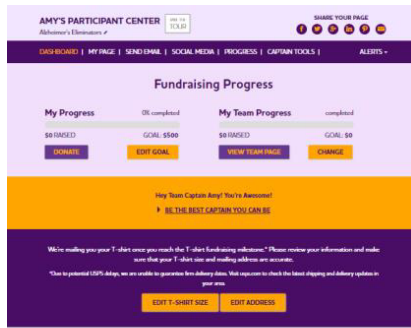 AMY'S PARTICIPANT CENTER
TOUR
SHARE YOUR PAGE
Alzheimer's Eliminators
DASHBOARD | MY PAGE | SEND EMAIL | SOCIAL MEDIA | PROGRESS | CAPTAIN TOOLS | ALERTS
Fundraising Progress
My Progress 0% completed
My Team Progress completed
$0 RAISED GOAL: $500
$0 RAISED GOAL: $0
DONATE EDIT GOAL
VIEW TEAM PAGE CHANGE
Hey Team Captain Amy! You're Awesome!
BE THE BEST CAPTAIN YOU CAN BE
We're mailing you your T-shirt once you reach the T-shirt fundraising milestone.* Please review your information and make
sure that your T-shirt size and mailing address are accurate.
*Due to potential USPS delays, we are unable to guarantee firm delivery dates. Visit usps.com to check the latest shipping and delivery updates in
your area.
EDIT T-SHIRT SIZE EDIT ADDRESS